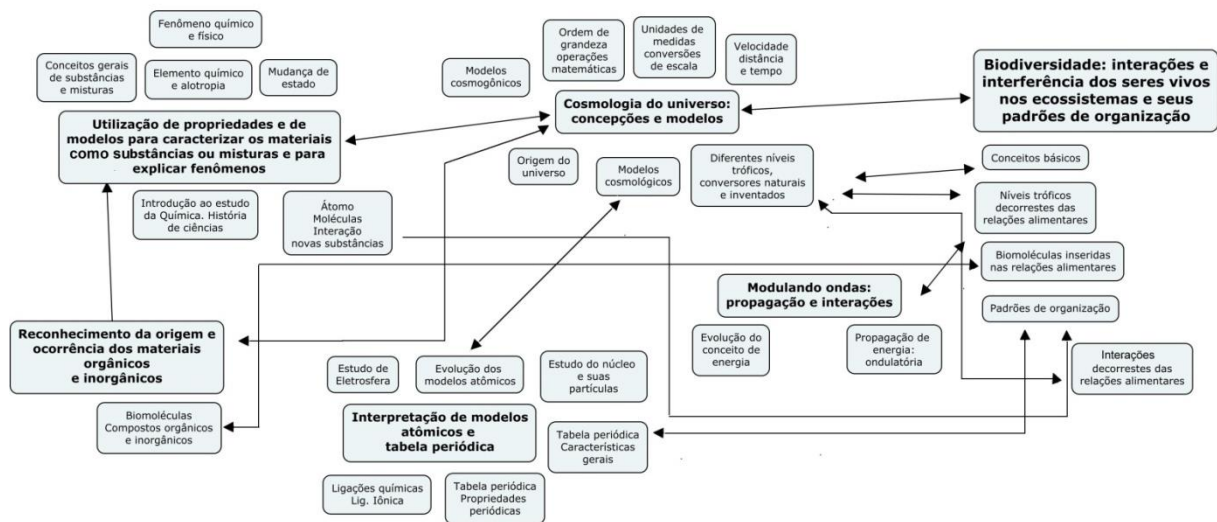 Fenômeno químico
e físico
Conceitos gerais
de substâncias
e misturas
Elemento químico
e alotropia
Mudança de
estado
Utilização de propriedades e de
modelos para caracterizar os materiais
como substâncias ou misturas e para
explicar fenômenos
Introdução ao estudo
da Química. História
de ciências
Átomo
Moléculas
Interação
novas substâncias
Modelos
cosmogônicos
Ordem de
grandeza
operações
matemáticas
Unidades de
medidas
conversões
de escala
Velocidade
distância
e tempo
Cosmologia do universo:
concepções e modelos
Origem do
universo
Modelos
cosmológicos
Diferentes níveis
tróficos,
conversores naturais
e inventados
Biodiversidade: interações e
interferência dos seres vivos
nos ecossistemas e seus
padrões de organização
Conceitos básicos
Níveis tróficos
decorrestes das
relações alimentares
Biomoléculas inseridas
nas relações alimentares
Padrões de organização
Interações
decorrestes das
relações alimentares
Modulando ondas:
propagação e interações
Evolução do
conceito de
energia
Propagação de
energia:
ondulatória
Reconhecimento da origem e
ocorrência dos materiais
orgânicos
e inorgânicos
Biomoléculas
Compostos orgânicos
e inorgânicos
Estudo de
Eletrosfera
Evolução dos
modelos atômicos
Estudo do núcleo
e suas
partículas
Interpretação de modelos
atômicos e
tabela periódica
Tabela periódica
Características
gerais
Ligações químicas
Lig. Iônica
Tabela periódica
Propriedades
periódicas